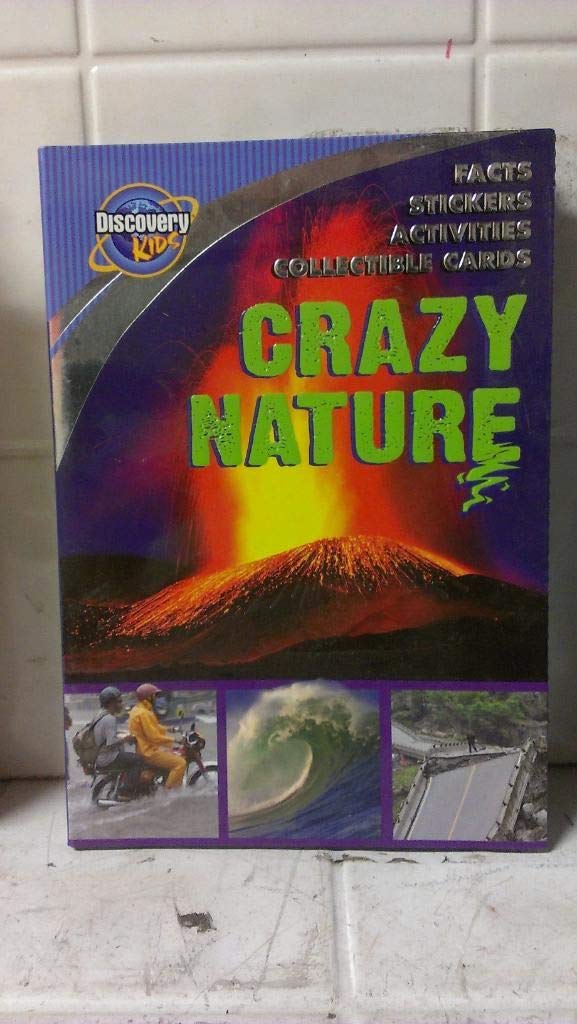 Discovery
KIDS
FACTS
STICKERS
ACTIVITIES
COLLECTIBLE CARDS
CRAZY
NATURE